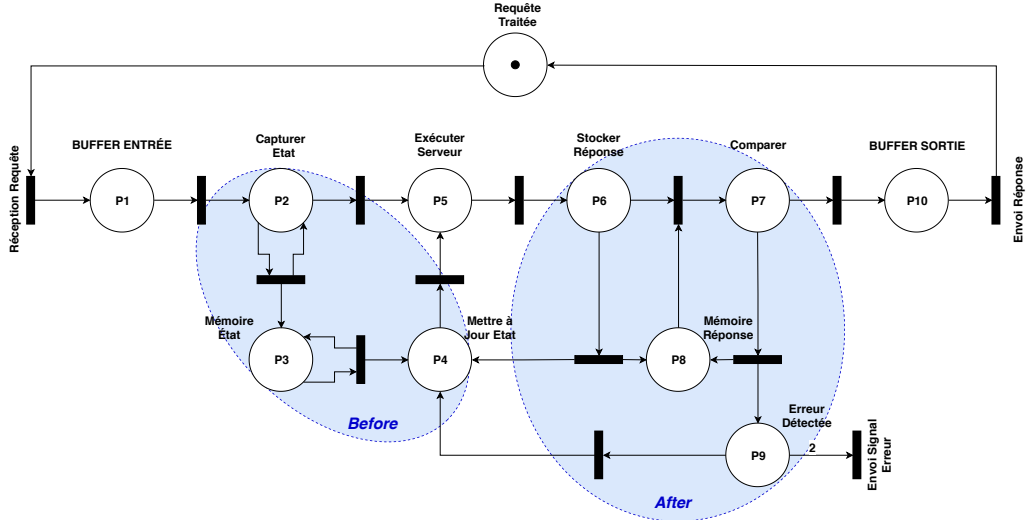 Requête
Traitée
Réception Requête
BUFFER ENTRÉE
P1
Capturer
Etat
P2
Exécuter
Serveur
P5
Stocker
Réponse
P6
Comparer
P7
BUFFER SORTIE
P10
Envoi Réponse
Mémoire
État
P3
P4
Mettre à
Jour Etat
P8
Mémoire
Réponse
Before
Erreur
Détectée
P9
2
Envoi Signal
Erreur
After